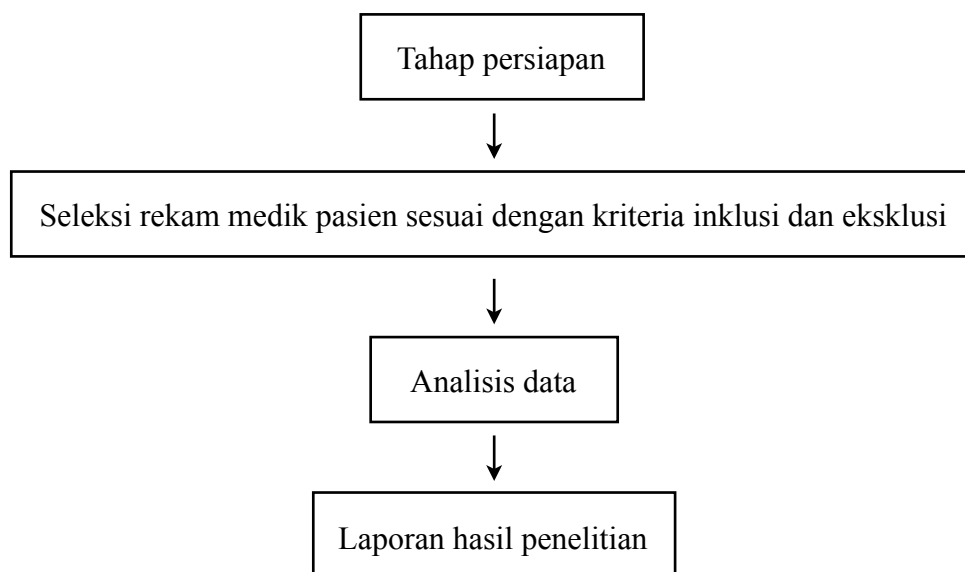 Tahap persiapan
Seleksi rekam medik pasien sesuai dengan kriteria inklusi dan eksklusi
Analisis data
Laporan hasil penelitian